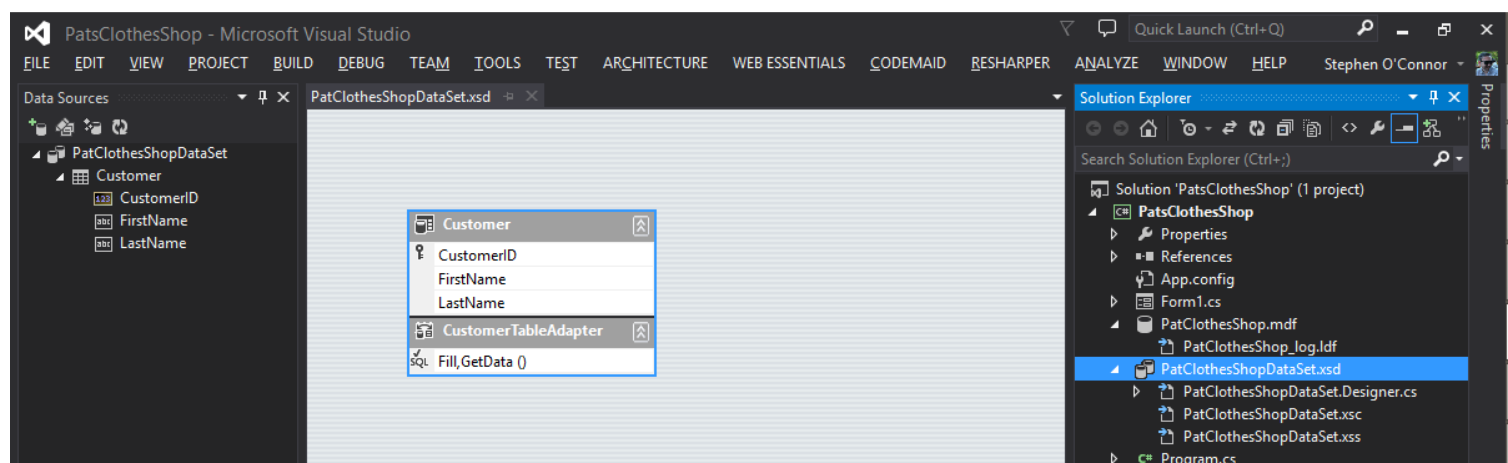 PatsClothesShop - Microsoft Visual Studio
Quick Launch (Ctrl+Q)
FILE EDIT VIEW PROJECT BUILD DEBUG TEAM TOOLS TEST ARCHITECTURE WEB ESSENTIALS CODEMAID RESHARPER ANALYZE WINDOW HELP Stephen O'Connor
Data Sources
PatClothesShopDataSet
Customer
123 CustomerID
abc FirstName
abc LastName
PatClothesShopDataSet.xsd
Customer
CustomerID
FirstName
LastName
CustomerTableAdapter
SQL Fill,GetData ()
Solution Explorer
Search Solution Explorer (Ctrl+;)
Solution 'PatsClothesShop' (1 project)
C# PatsClothesShop
Properties
References
App.config
Form1.cs
PatClothesShop.mdf
PatClothesShop_log.ldf
PatClothesShopDataSet.xsd
PatClothesShopDataSet.Designer.cs
PatClothesShopDataSet.xsc
PatClothesShopDataSet.xss
C# Program.cs
Properties